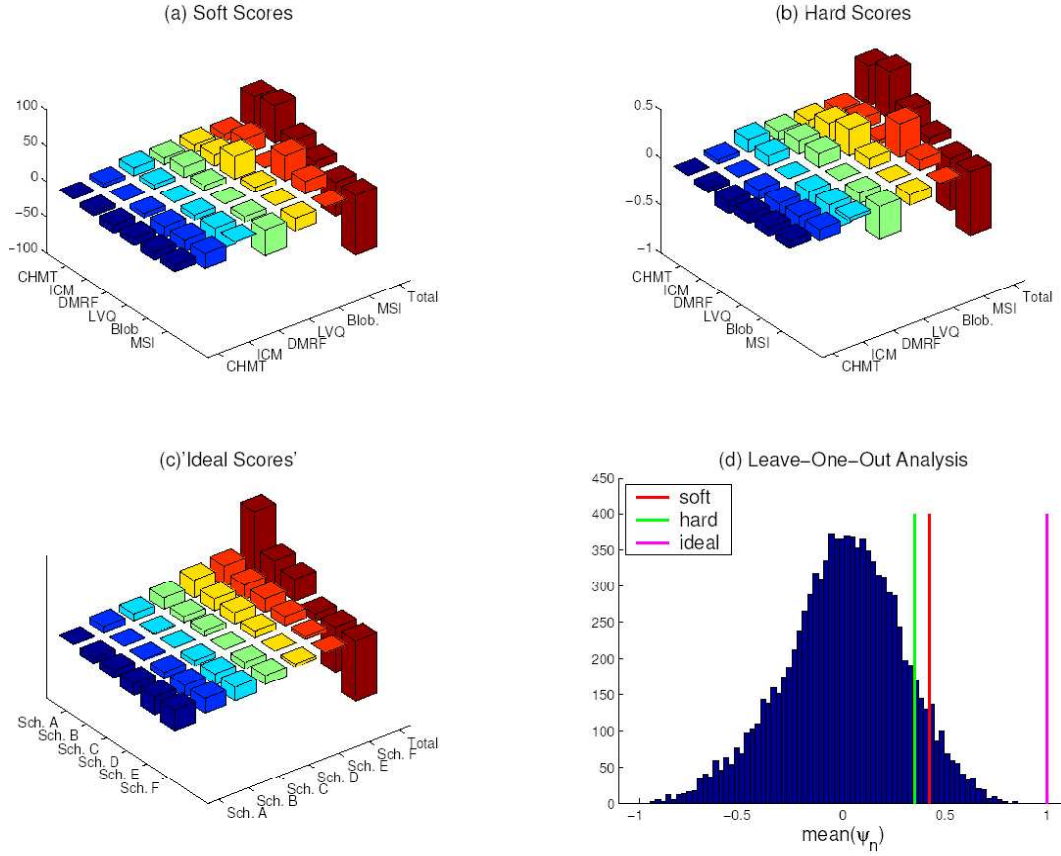 (a) Soft Scores
100
50
0
−50
−100
CHMT
ICM
DMRF
LVQ
Blob
MSI
CHMT
ICM
DMRF
LVQ
Blob.
MSI
Total
(b) Hard Scores
0.5
0
−0.5
−1
CHMT
ICM
DMRF
LVQ
Blob
MSI
CHMT
ICM
DMRF
LVQ
Blob.
MSI
Total
(c)'Ideal Scores'
Sch. A
Sch. B
Sch. C
Sch. D
Sch. E
Sch. F
Sch. A
Sch. B
Sch. C
Sch. D
Sch. E
Sch. F
Total
(d) Leave−One−Out Analysis
soft
hard
ideal
450
400
350
300
250
200
150
100
50
0
−1
−0.5
0
0.5
1
mean(ψn)